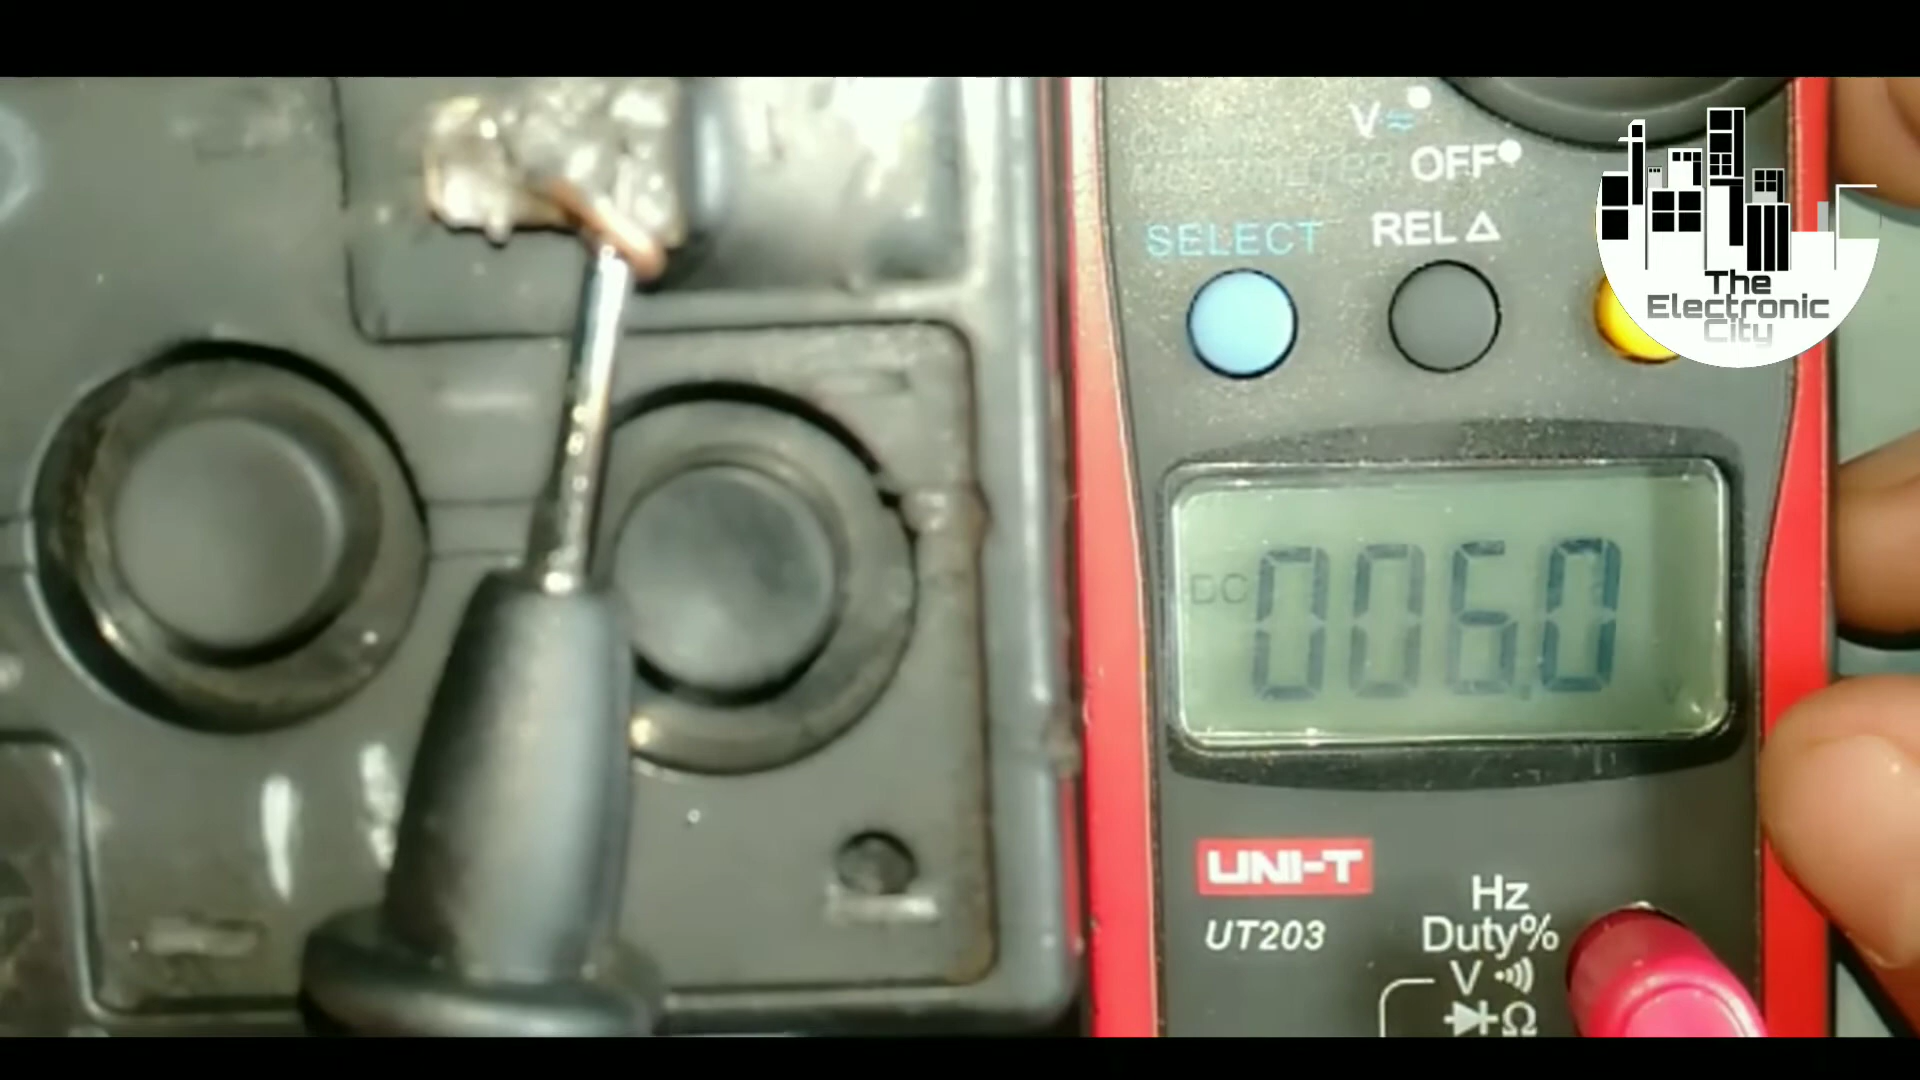 V≂
OFF
SELECT
REL △
The
Electronic
City
DC
006.0
V
UNI-T
UT203
Hz
Duty%
V
Ω